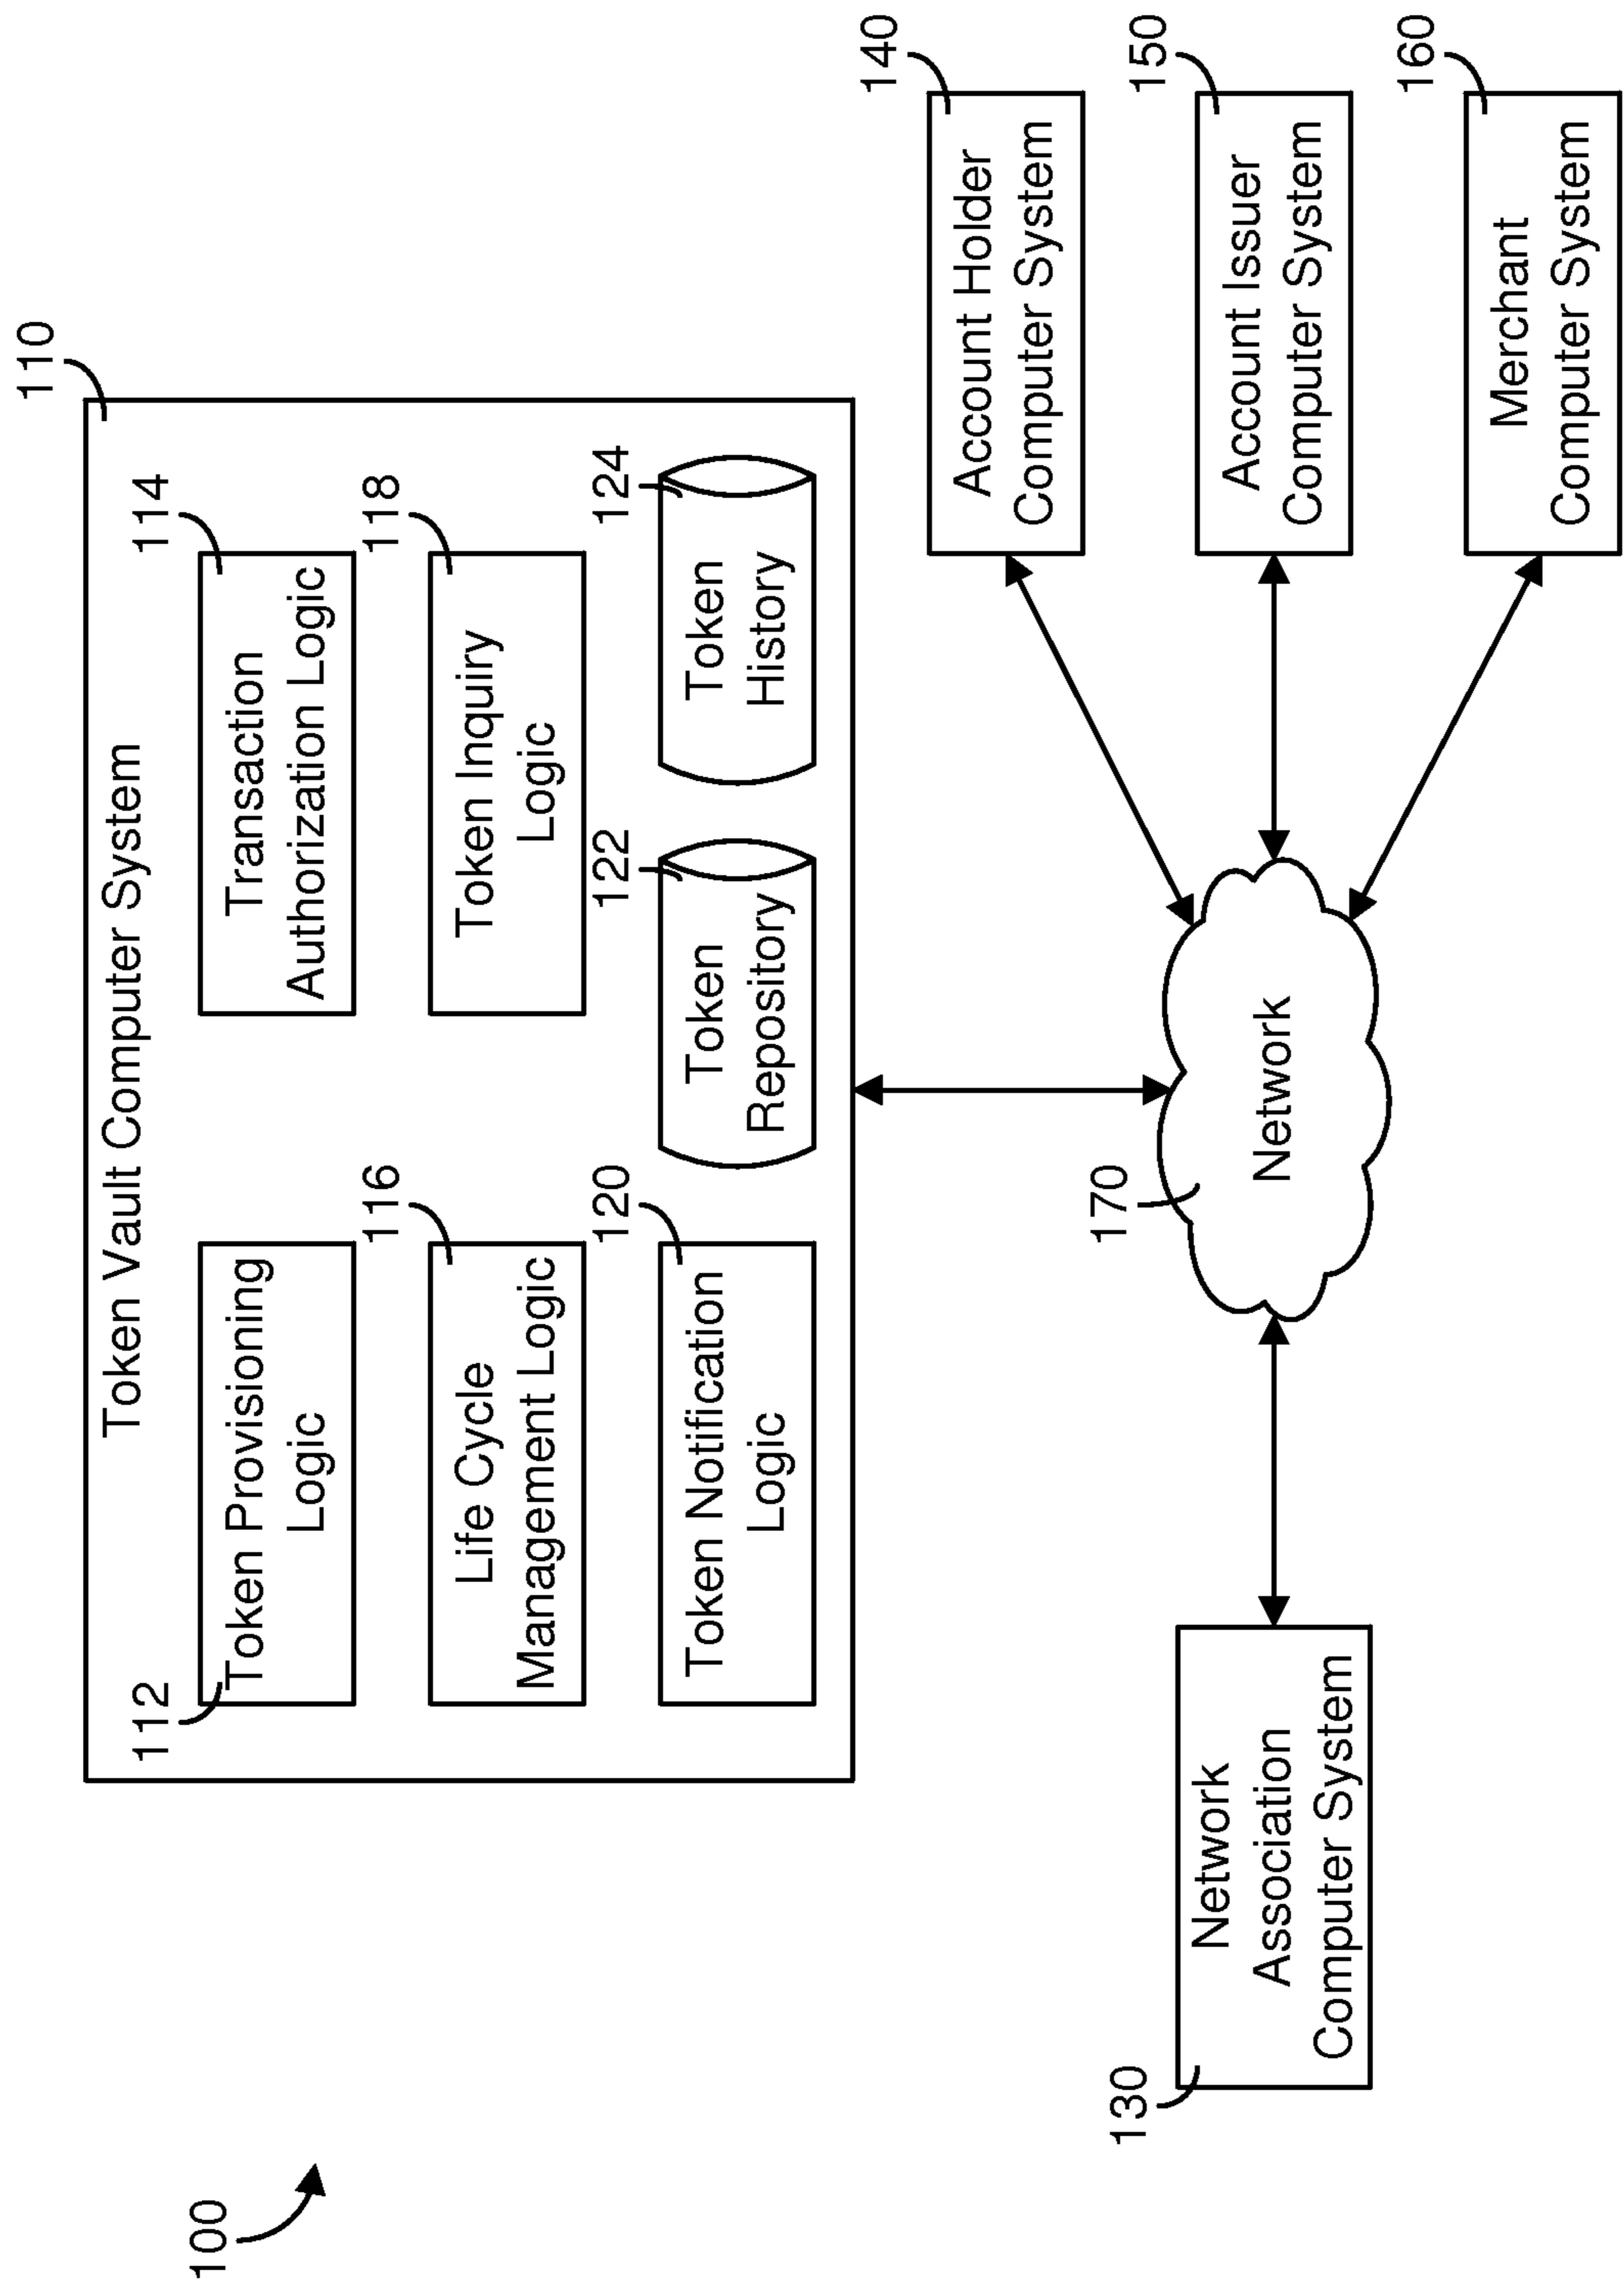 100
110
Token Vault Computer System
112
Token Provisioning
Logic
114
Transaction
Authorization Logic
116
Life Cycle
Management Logic
118
Token Inquiry
Logic
120
Token Notification
Logic
122
Token
Repository
124
Token
History
130
Network
Association
Computer System
170
Network
140
Account Holder
Computer System
150
Account Issuer
Computer System
160
Merchant
Computer System